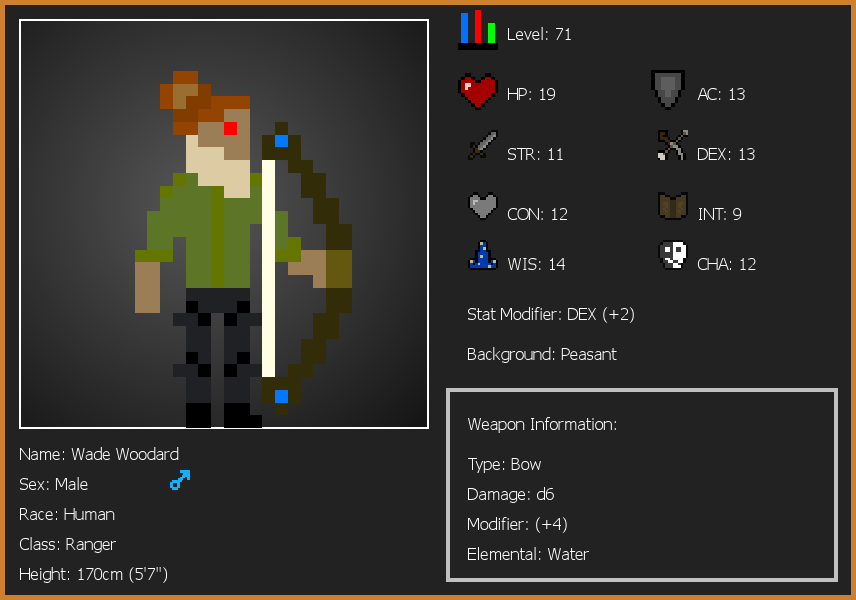 Level: 71
HP: 19
AC: 13
STR: 11
DEX: 13
CON: 12
INT: 9
WIS: 14
CHA: 12
Stat Modifier: DEX (+2)
Background: Peasant
Weapon Information:
Type: Bow
Damage: d6
Modifier: (+4)
Elemental: Water
Name: Wade Woodard
Sex: Male
Race: Human
Class: Ranger
Height: 170cm (5'7")